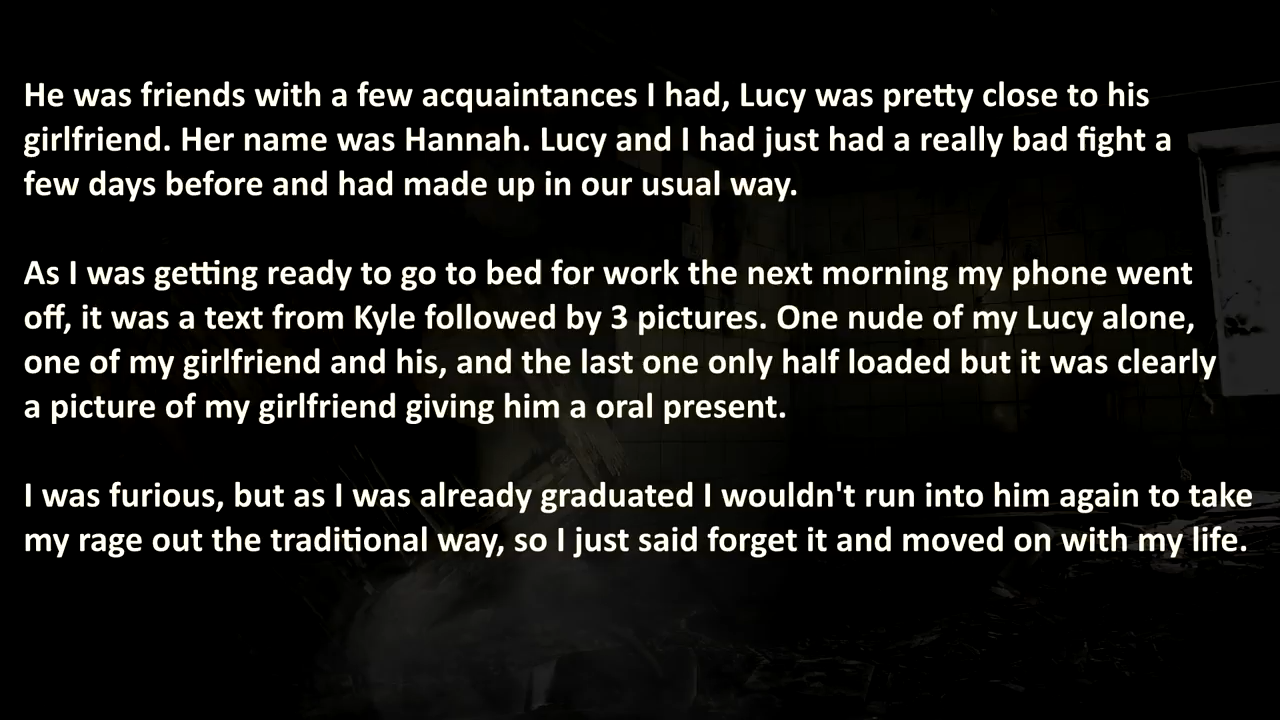 He was friends with a few acquaintances I had, Lucy was pretty close to his
girlfriend. Her name was Hannah. Lucy and I had just had a really bad fight a
few days before and had made up in our usual way.
As I was getting ready to go to bed for work the next morning my phone went
off, it was a text from Kyle followed by 3 pictures. One nude of my Lucy alone,
one of my girlfriend and his, and the last one only half loaded but it was clearly
a picture of my girlfriend giving him a oral present.
I was furious, but as I was already graduated I wouldn't run into him again to take
my rage out the traditional way, so I just said forget it and moved on with my life.